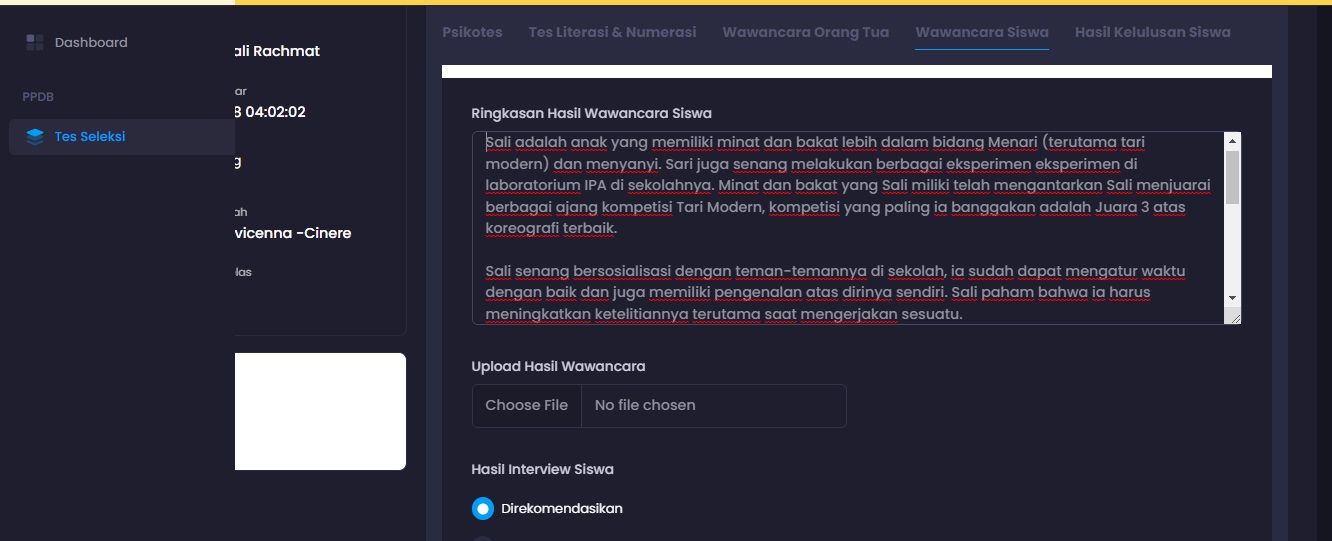 Dashboard
PPDB
Tes Seleksi
ali Rachmat
ar
8 04:02:02
g
ah
vicenna -Cinere
las
Psikotes Tes Literasi & Numerasi Wawancara Orang Tua Wawancara Siswa Hasil Kelulusan Siswa
Ringkasan Hasil Wawancara Siswa
Sali adalah anak yang memiliki minat dan bakat lebih dalam bidang Menari (terutama tari
modern) dan menyanyi. Sari juga senang melakukan berbagai eksperimen eksperimen di
laboratorium IPA di sekolahnya. Minat dan bakat yang Sali miliki telah mengantarkan Sali menjuarai
berbagai ajang kompetisi Tari Modern, kompetisi yang paling ia banggakan adalah Juara 3 atas
koreografi terbaik.
Sali senang bersosialisasi dengan teman-temannya di sekolah, ia sudah dapat mengatur waktu
dengan baik dan juga memiliki pengenalan atas dirinya sendiri. Sali paham bahwa ia harus
meningkatkan ketelitiannya terutama saat mengerjakan sesuatu.
Upload Hasil Wawancara
Choose File No file chosen
Hasil Interview Siswa
Direkomendasikan